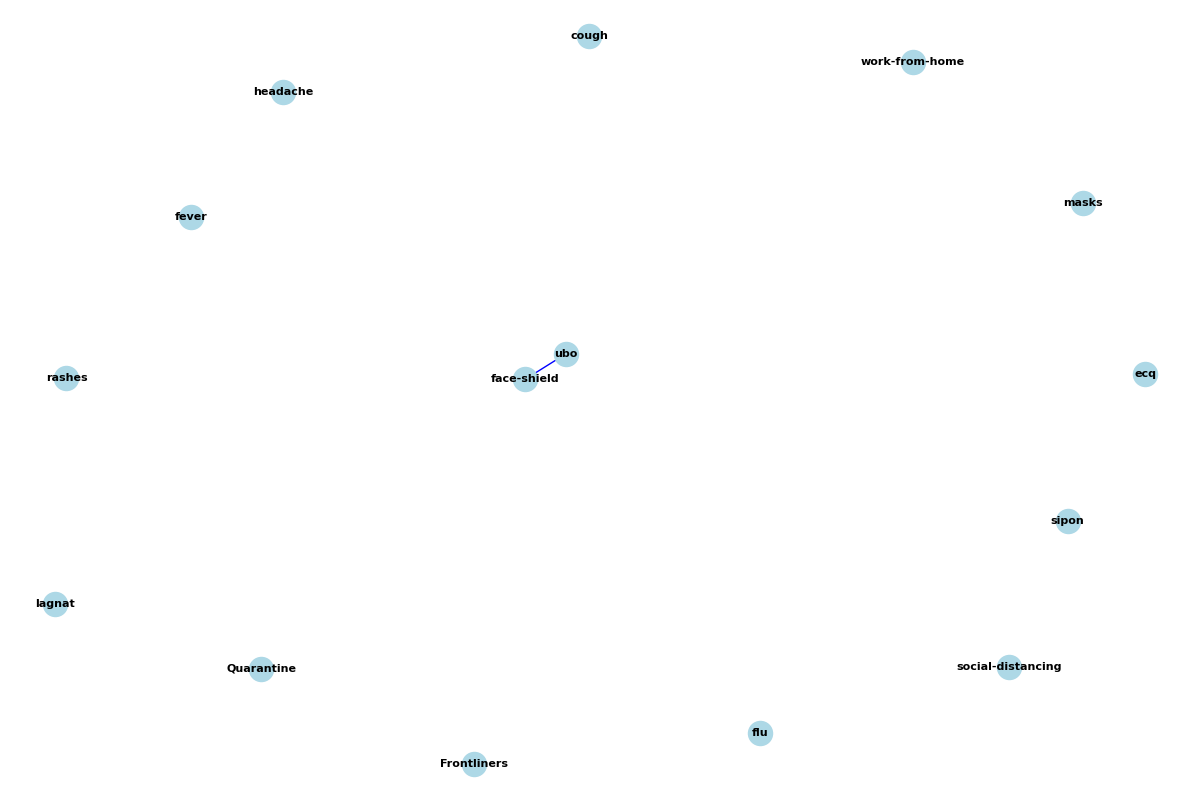 cough
work-from-home
headache
masks
fever
ubo
ecq
rashes
face-shield
sipon
lagnat
social-distancing
Quarantine
flu
Frontliners